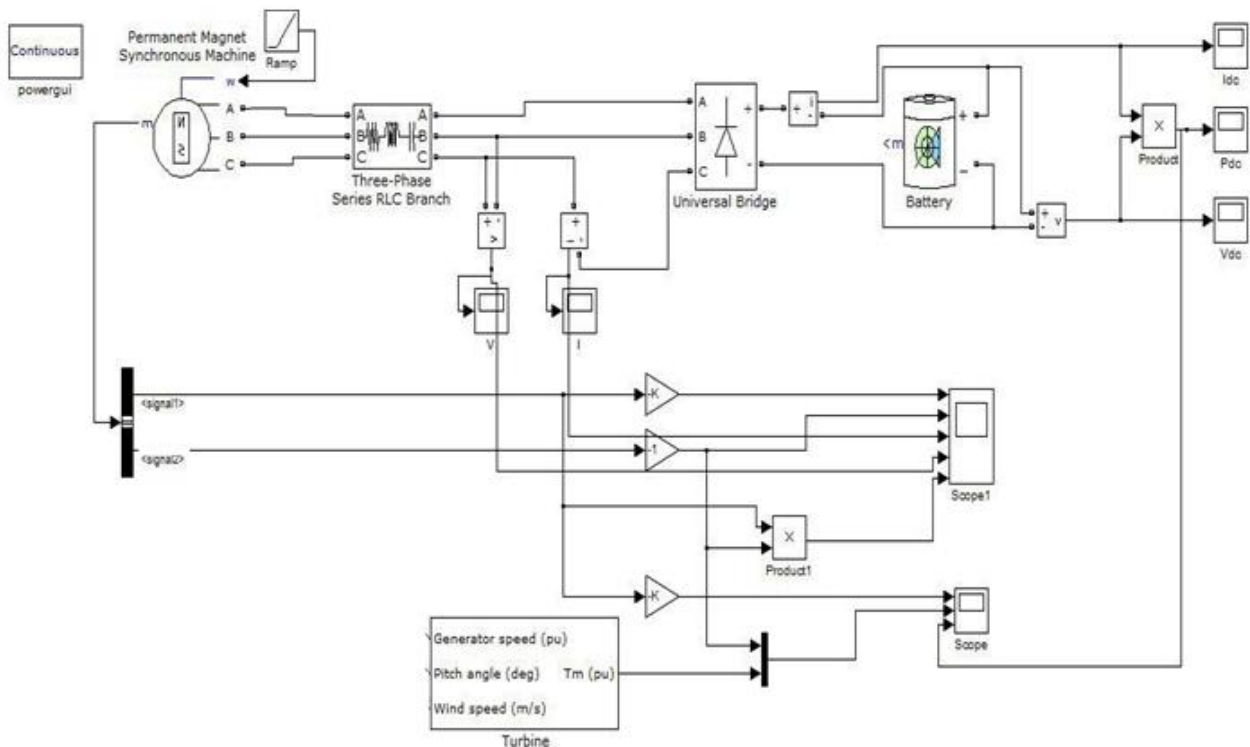 Continuous
powergui
Permanent Magnet
Synchronous Machine
Ramp
w
m
N
S
A
B
C
A
B
C
A
B
C
Three-Phase
Series RLC Branch
A
B
C
+
-
Universal Bridge
+
i
-
<m
+
-
Battery
+
-
v
X
Product
Idc
Pdc
Vdc
+
-
v
+
-
i
V
I
<signal1>
<signal2>
-K
-1
Scope1
X
Product1
-K
Scope
Generator speed (pu)
Pitch angle (deg)
Tm (pu)
Wind speed (m/s)
Turbine